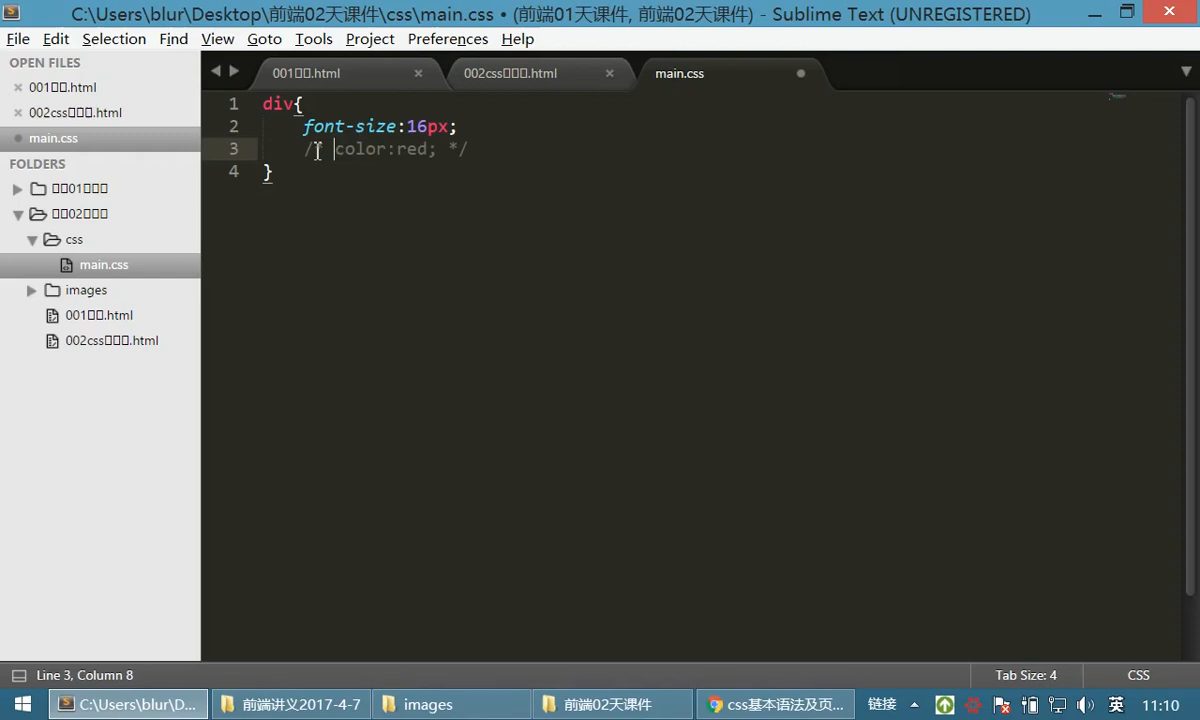 C:\Users\blur\Desktop\前端02天课件\css\main.css • (前端01天课件, 前端02天课件) - Sublime Text (UNREGISTERED)
File Edit Selection Find View Goto Tools Project Preferences Help
OPEN FILES
001□□.html
002css□□□.html
main.css
FOLDERS
□□01□□□
□□02□□□
css
main.css
images
001□□.html
002css□□□.html
001□□.html
002css□□□.html
main.css
1 div{
2 font-size:16px;
3 /* color:red; */
4 }
Line 3, Column 8
Tab Size: 4
CSS
C:\Users\blur\D...
前端讲义2017-4-7
images
前端02天课件
css基本语法及页...
链接
英
11:10